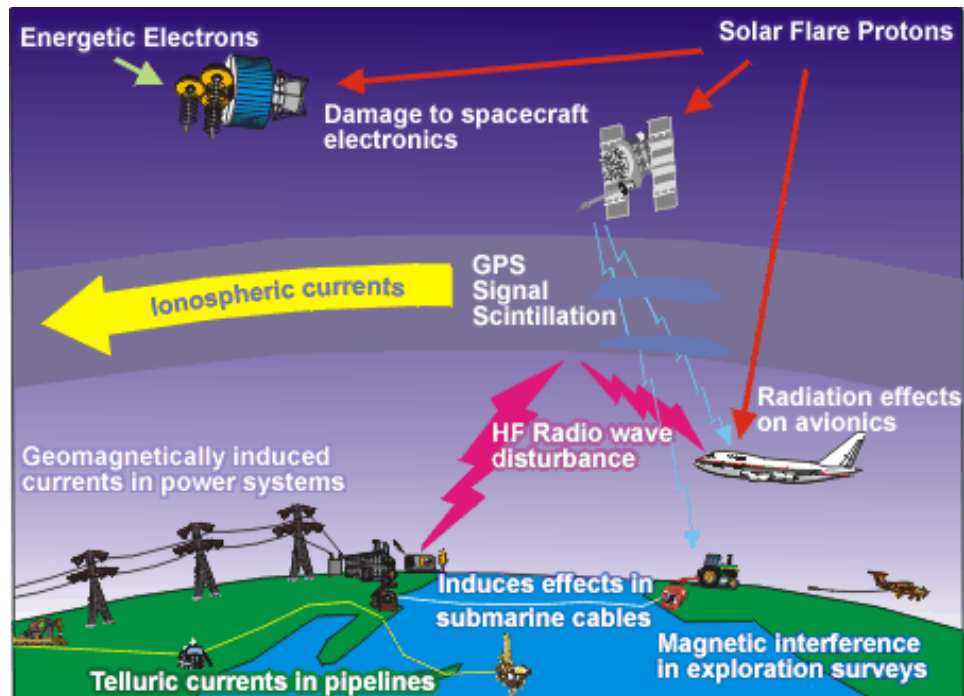 Energetic Electrons
Solar Flare Protons
Damage to spacecraft
electronics
GPS
Signal
Scintillation
Ionospheric currents
Radiation effects
on avionics
HF Radio wave
disturbance
Geomagnetically induced
currents in power systems
Induces effects in
submarine cables
Magnetic interference
in exploration surveys
Telluric currents in pipelines